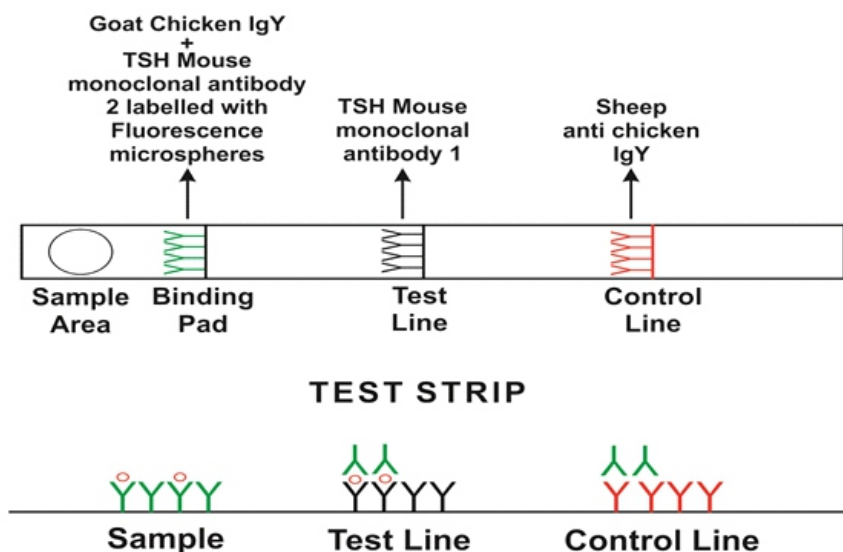 Goat Chicken IgY
+
TSH Mouse
monoclonal antibody
2 labelled with
Fluorescence
microspheres
TSH Mouse
monoclonal
antibody 1
Sheep
anti chicken
IgY
Sample
Area
Binding
Pad
Test
Line
Control
Line
TEST STRIP
Sample
Test Line
Control Line